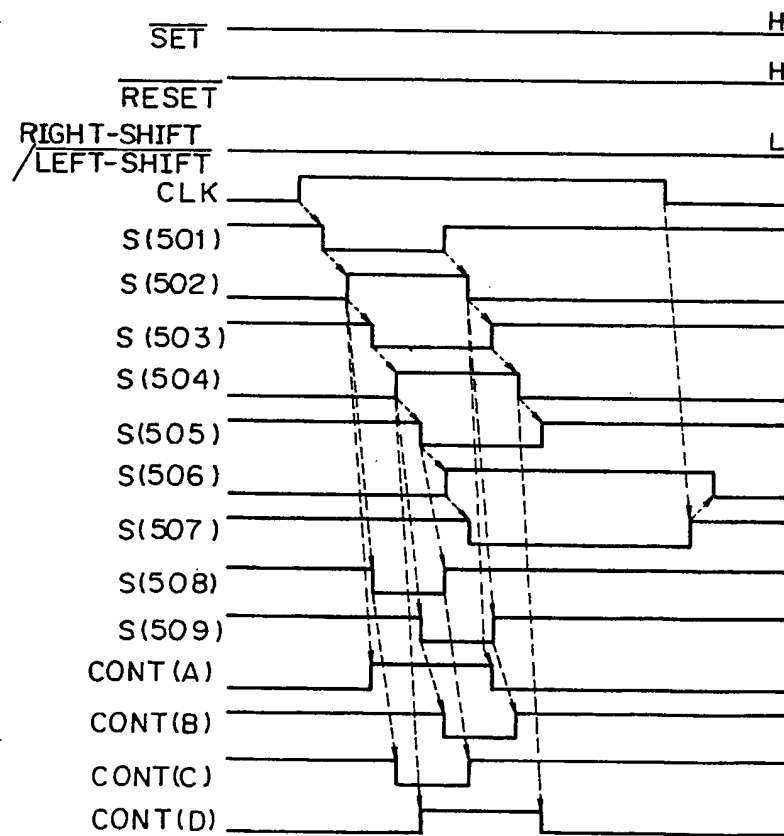 SET H
RESET H
RIGHT-SHIFT
/LEFT-SHIFT L
CLK
S(501)
S(502)
S(503)
S(504)
S(505)
S(506)
S(507)
S(508)
S(509)
CONT(A)
CONT(B)
CONT(C)
CONT(D)